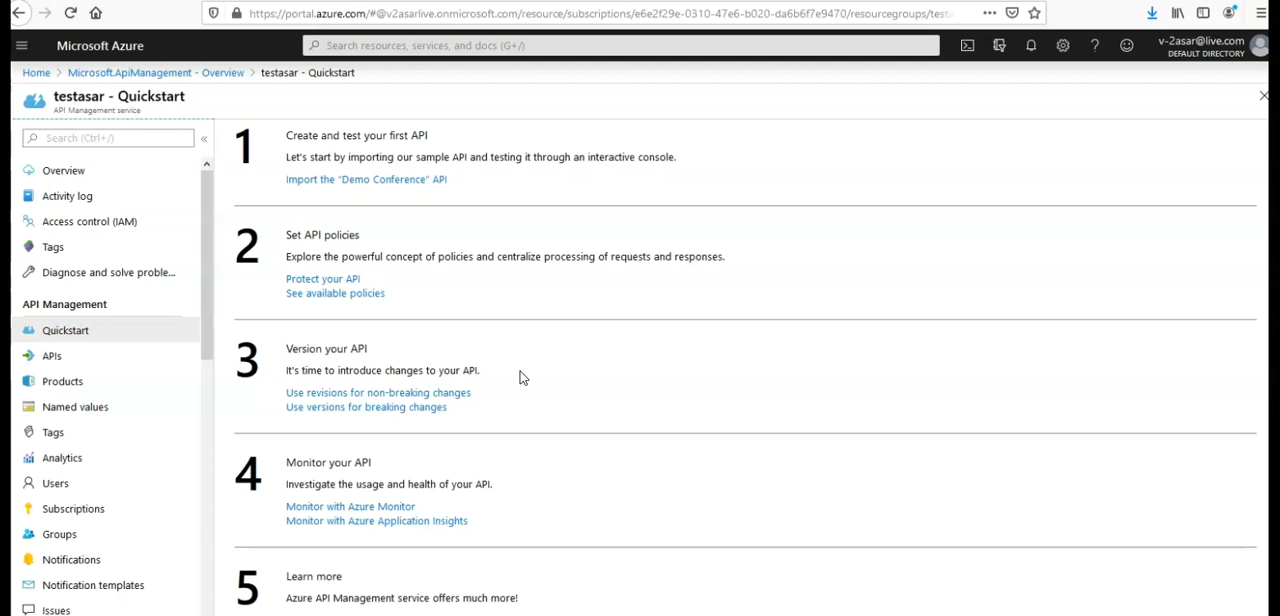 https://portal.azure.com/#@v2asarlive.onmicrosoft.com/resource/subscriptions/e6e2f29e-0310-47e6-b020-da6b6f7e9470/resourcegroups/testa
Microsoft Azure
Search resources, services, and docs (G+/)
v-2asar@live.com
DEFAULT DIRECTORY
Home > Microsoft.ApiManagement - Overview > testasar - Quickstart
testasar - Quickstart
API Management service
Search (Ctrl+/)
Overview
Activity log
Access control (IAM)
Tags
Diagnose and solve proble...
API Management
Quickstart
APIs
Products
Named values
Tags
Analytics
Users
Subscriptions
Groups
Notifications
Notification templates
Issues
1
Create and test your first API
Let's start by importing our sample API and testing it through an interactive console.
Import the "Demo Conference" API
2
Set API policies
Explore the powerful concept of policies and centralize processing of requests and responses.
Protect your API
See available policies
3
Version your API
It's time to introduce changes to your API.
Use revisions for non-breaking changes
Use versions for breaking changes
4
Monitor your API
Investigate the usage and health of your API.
Monitor with Azure Monitor
Monitor with Azure Application Insights
5
Learn more
Azure API Management service offers much more!